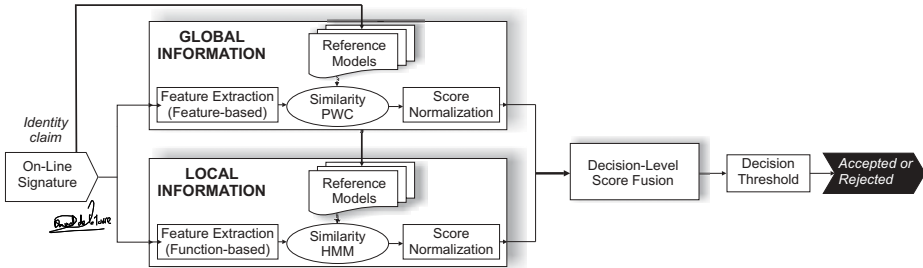 GLOBAL
INFORMATION
Reference
Models
Feature Extraction
(Feature-based)
Similarity
PWC
Score
Normalization
Identity
claim
On-Line
Signature
LOCAL
INFORMATION
Reference
Models
Feature Extraction
(Function-based)
Similarity
HMM
Score
Normalization
Decision-Level
Score Fusion
Decision
Threshold
Accepted or
Rejected